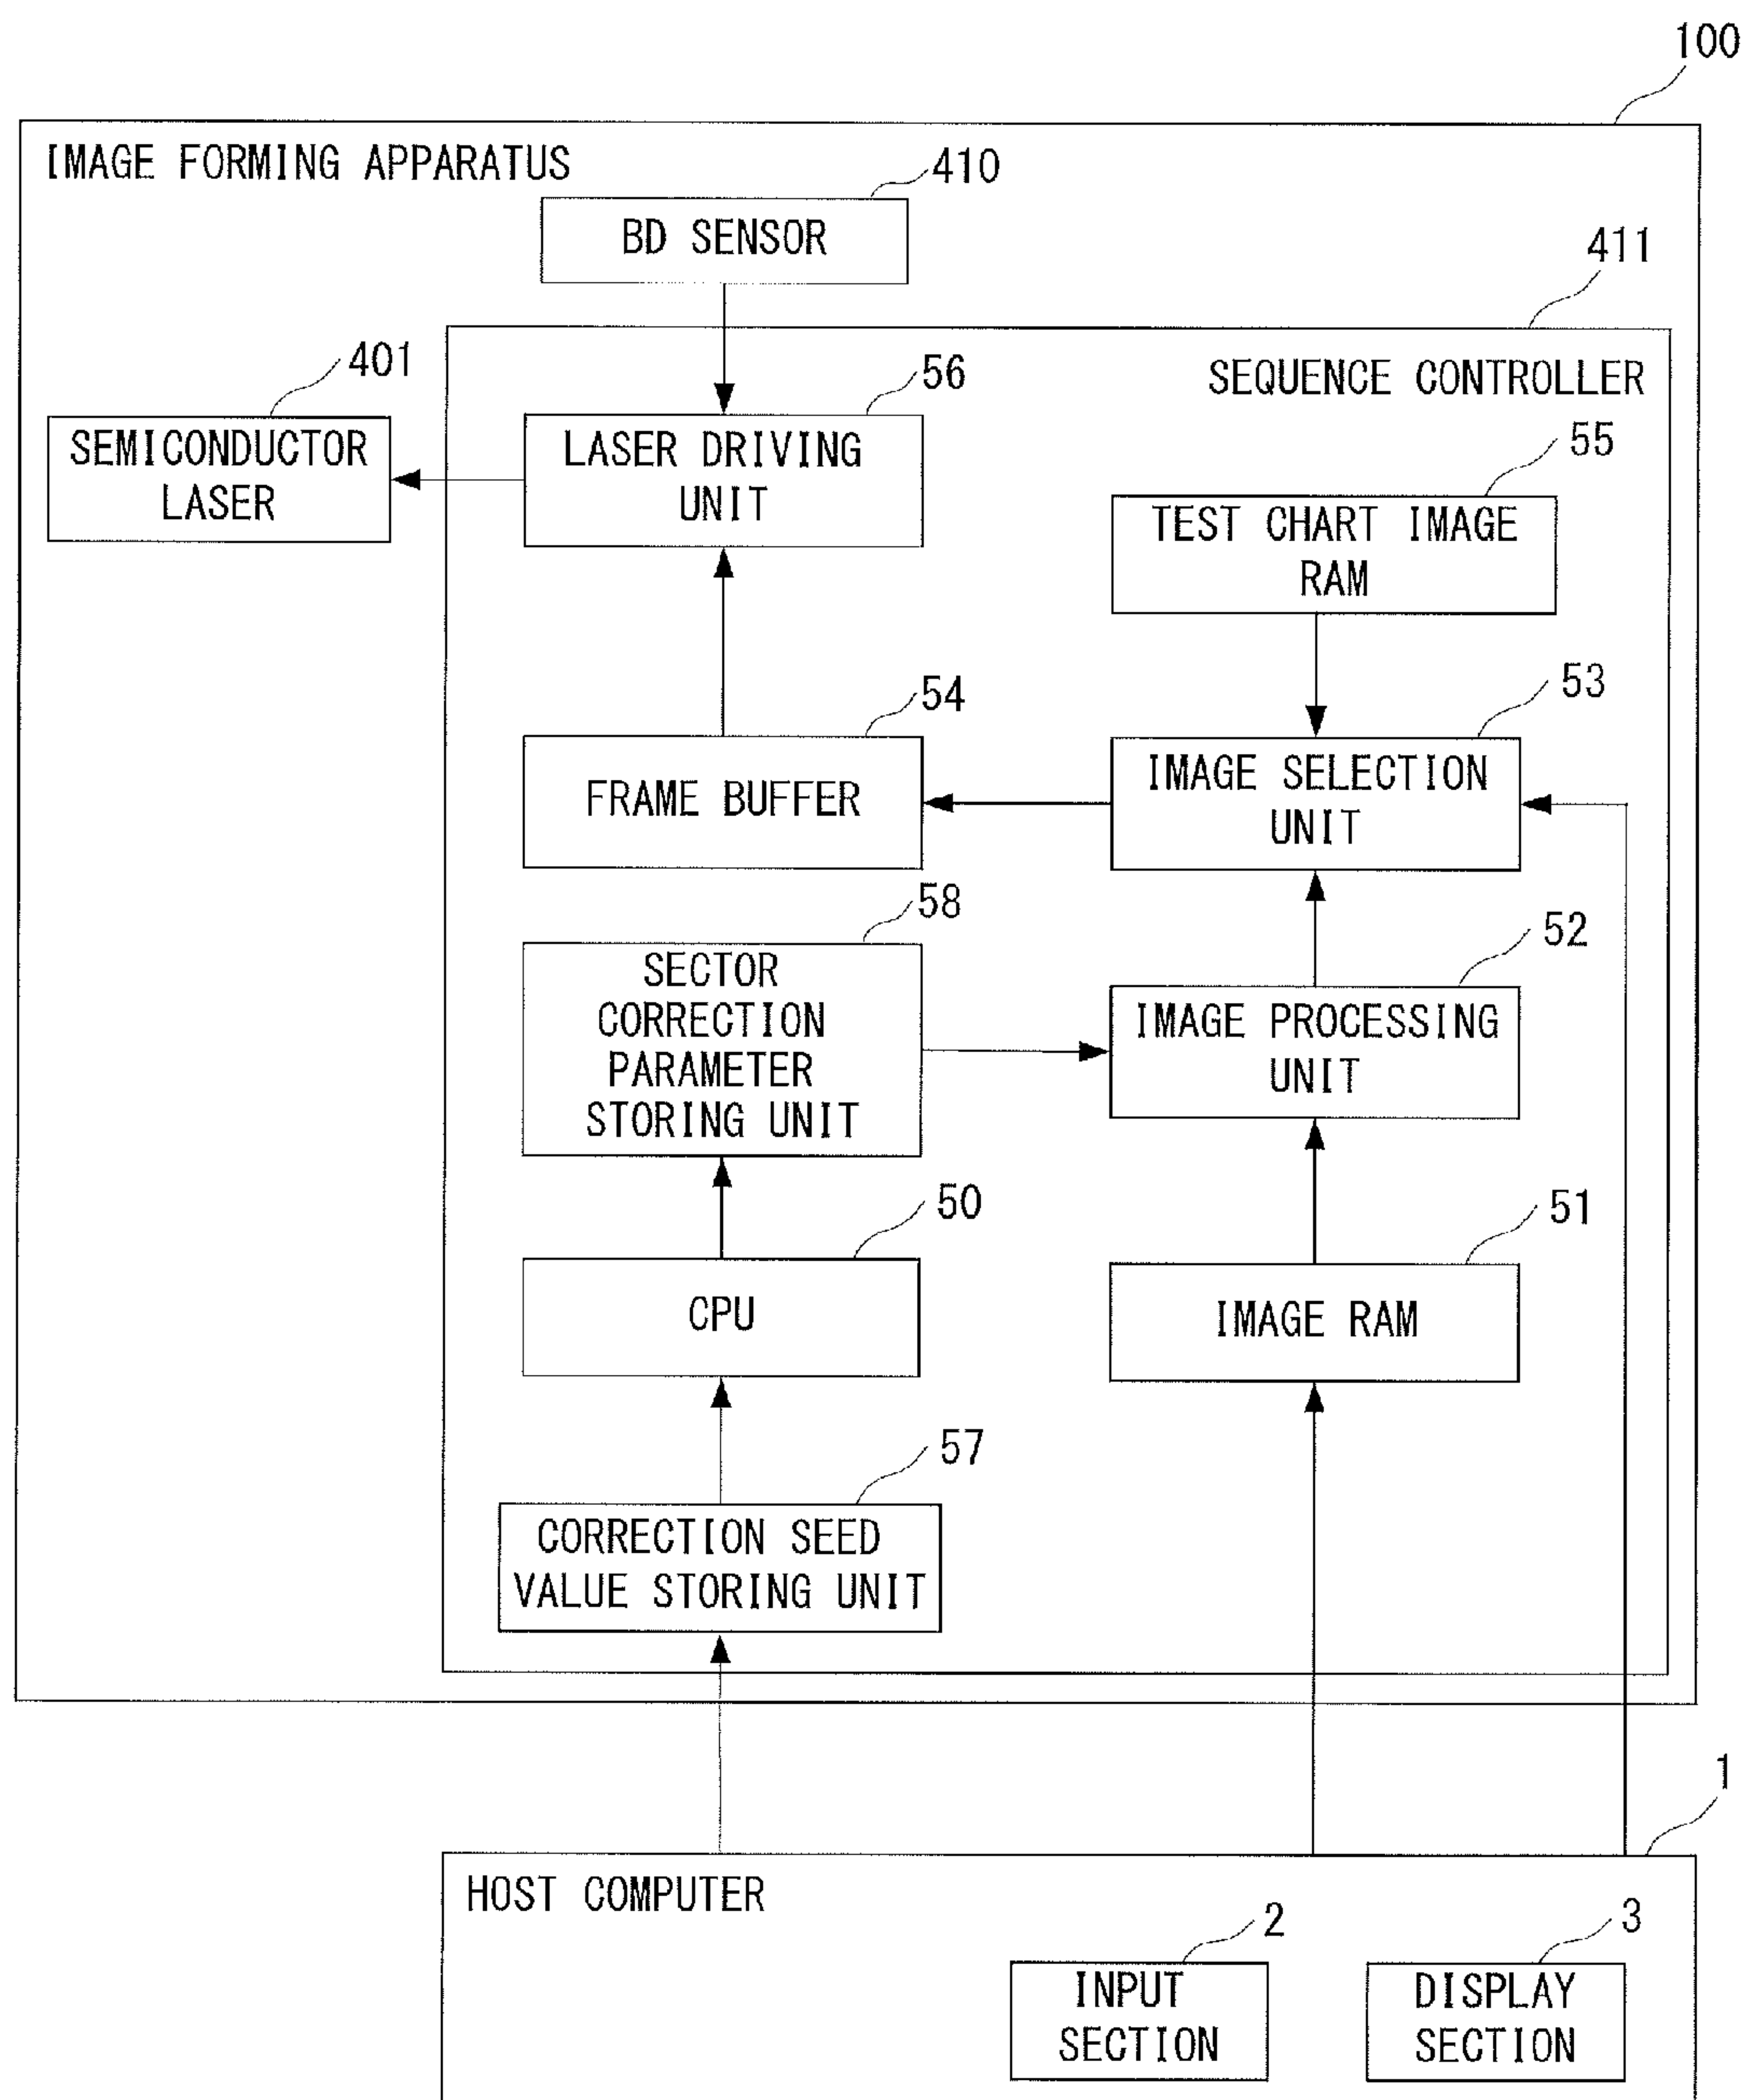 100
IMAGE FORMING APPARATUS
410
BD SENSOR
411
SEQUENCE CONTROLLER
401
SEMICONDUCTOR
LASER
56
LASER DRIVING
UNIT
55
TEST CHART IMAGE
RAM
54
FRAME BUFFER
53
IMAGE SELECTION
UNIT
58
SECTOR
CORRECTION
PARAMETER
STORING UNIT
52
IMAGE PROCESSING
UNIT
50
CPU
51
IMAGE RAM
57
CORRECTION SEED
VALUE STORING UNIT
1
HOST COMPUTER
2
INPUT
SECTION
3
DISPLAY
SECTION